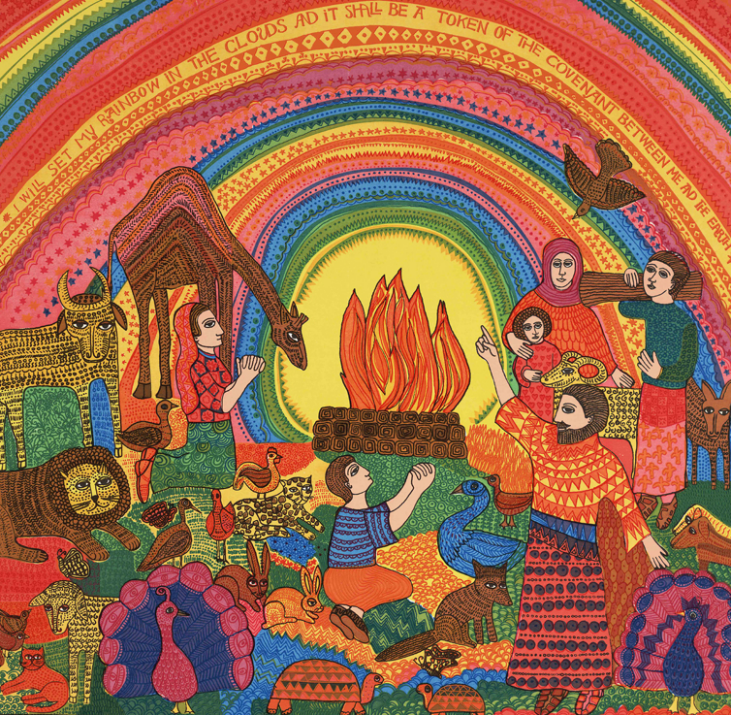 I WILL SET MY RAINBOW IN THE CLOUDS AD IT SHALL BE A TOKEN OF THE COVENANT BETWEEN ME AND THE EARTH